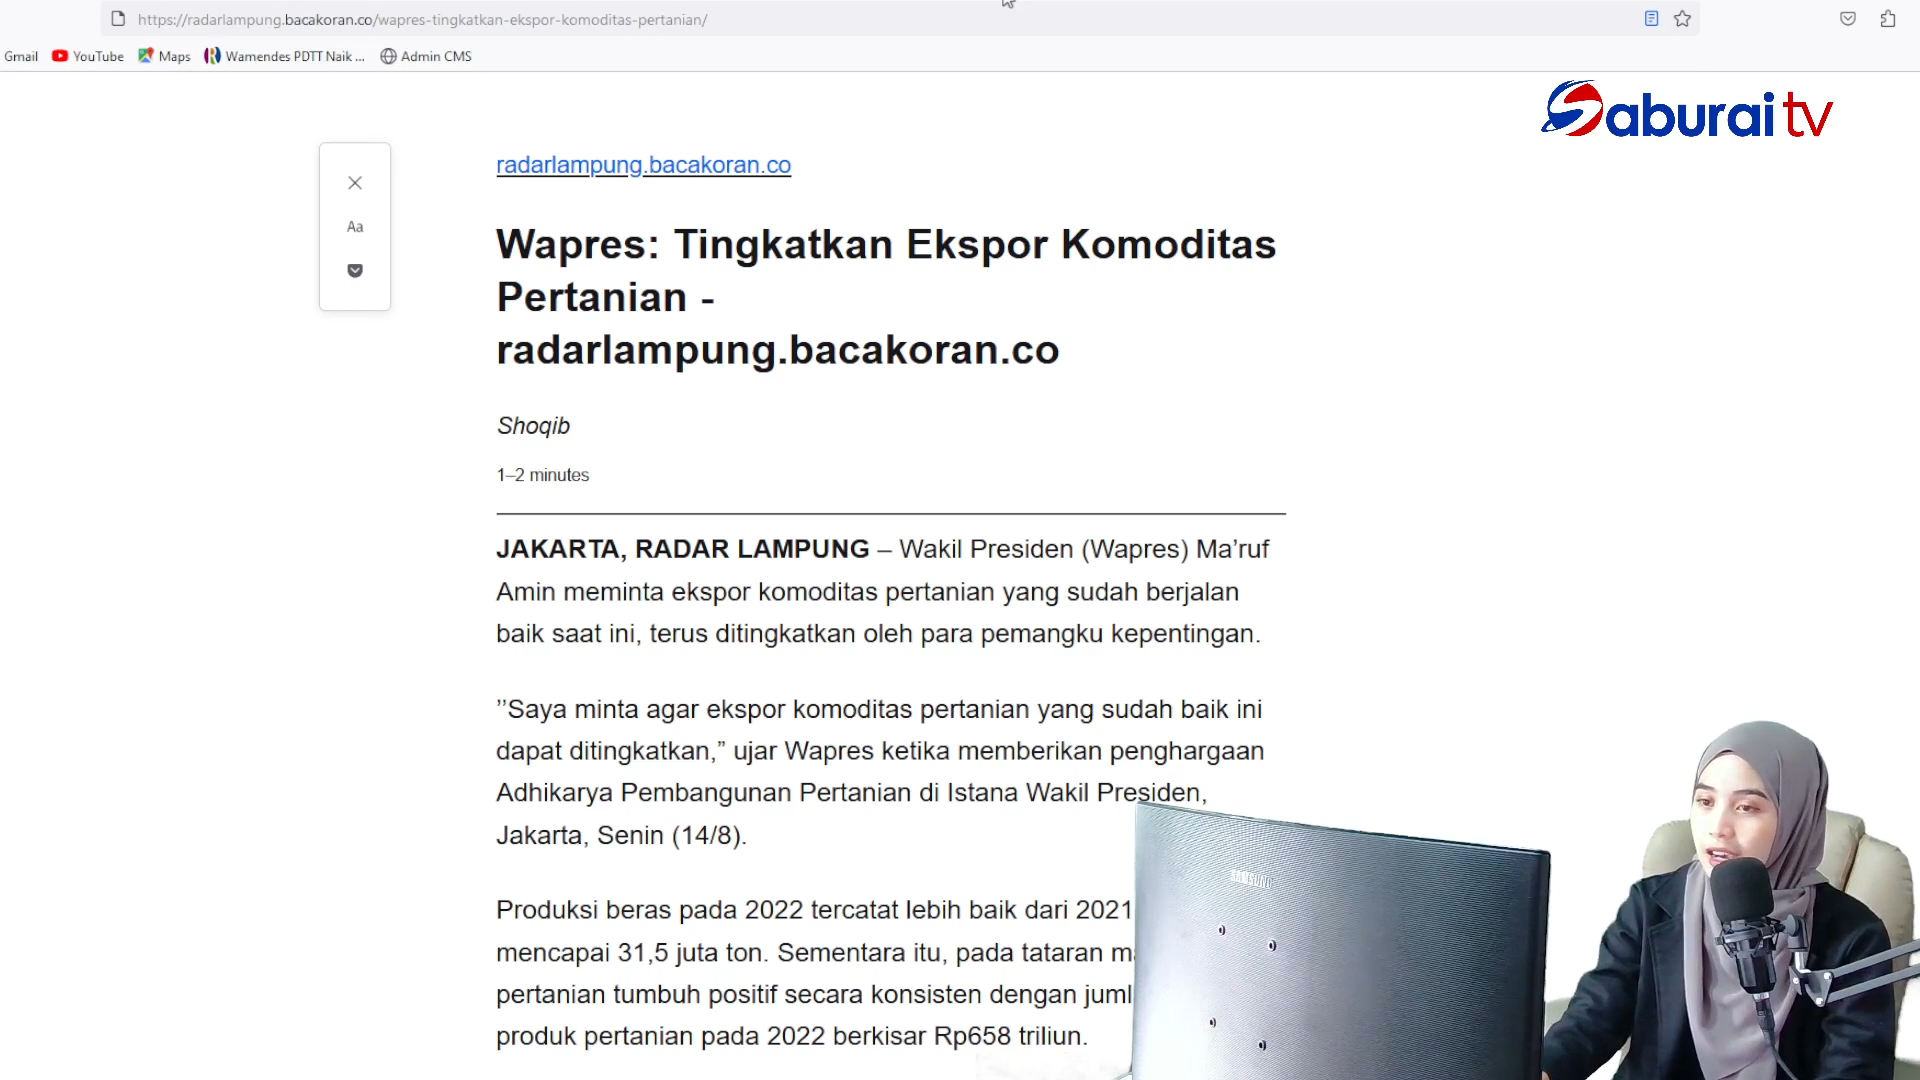 https://radarlampung.bacakoran.co/wapres-tingkatkan-ekspor-komoditas-pertanian/
Gmail YouTube Maps Wamendes PDTT Naik ... Admin CMS
Saburai tv
radarlampung.bacakoran.co
Aa
Wapres: Tingkatkan Ekspor Komoditas
Pertanian -
radarlampung.bacakoran.co
Shoqib
1–2 minutes
JAKARTA, RADAR LAMPUNG – Wakil Presiden (Wapres) Ma’ruf
Amin meminta ekspor komoditas pertanian yang sudah berjalan
baik saat ini, terus ditingkatkan oleh para pemangku kepentingan.
’’Saya minta agar ekspor komoditas pertanian yang sudah baik ini
dapat ditingkatkan,” ujar Wapres ketika memberikan penghargaan
Adhikarya Pembangunan Pertanian di Istana Wakil Presiden,
Jakarta, Senin (14/8).
Produksi beras pada 2022 tercatat lebih baik dari 2021
mencapai 31,5 juta ton. Sementara itu, pada tataran
pertanian tumbuh positif secara konsisten dengan
produk pertanian pada 2022 berkisar Rp658 triliun.
SAMSUNG